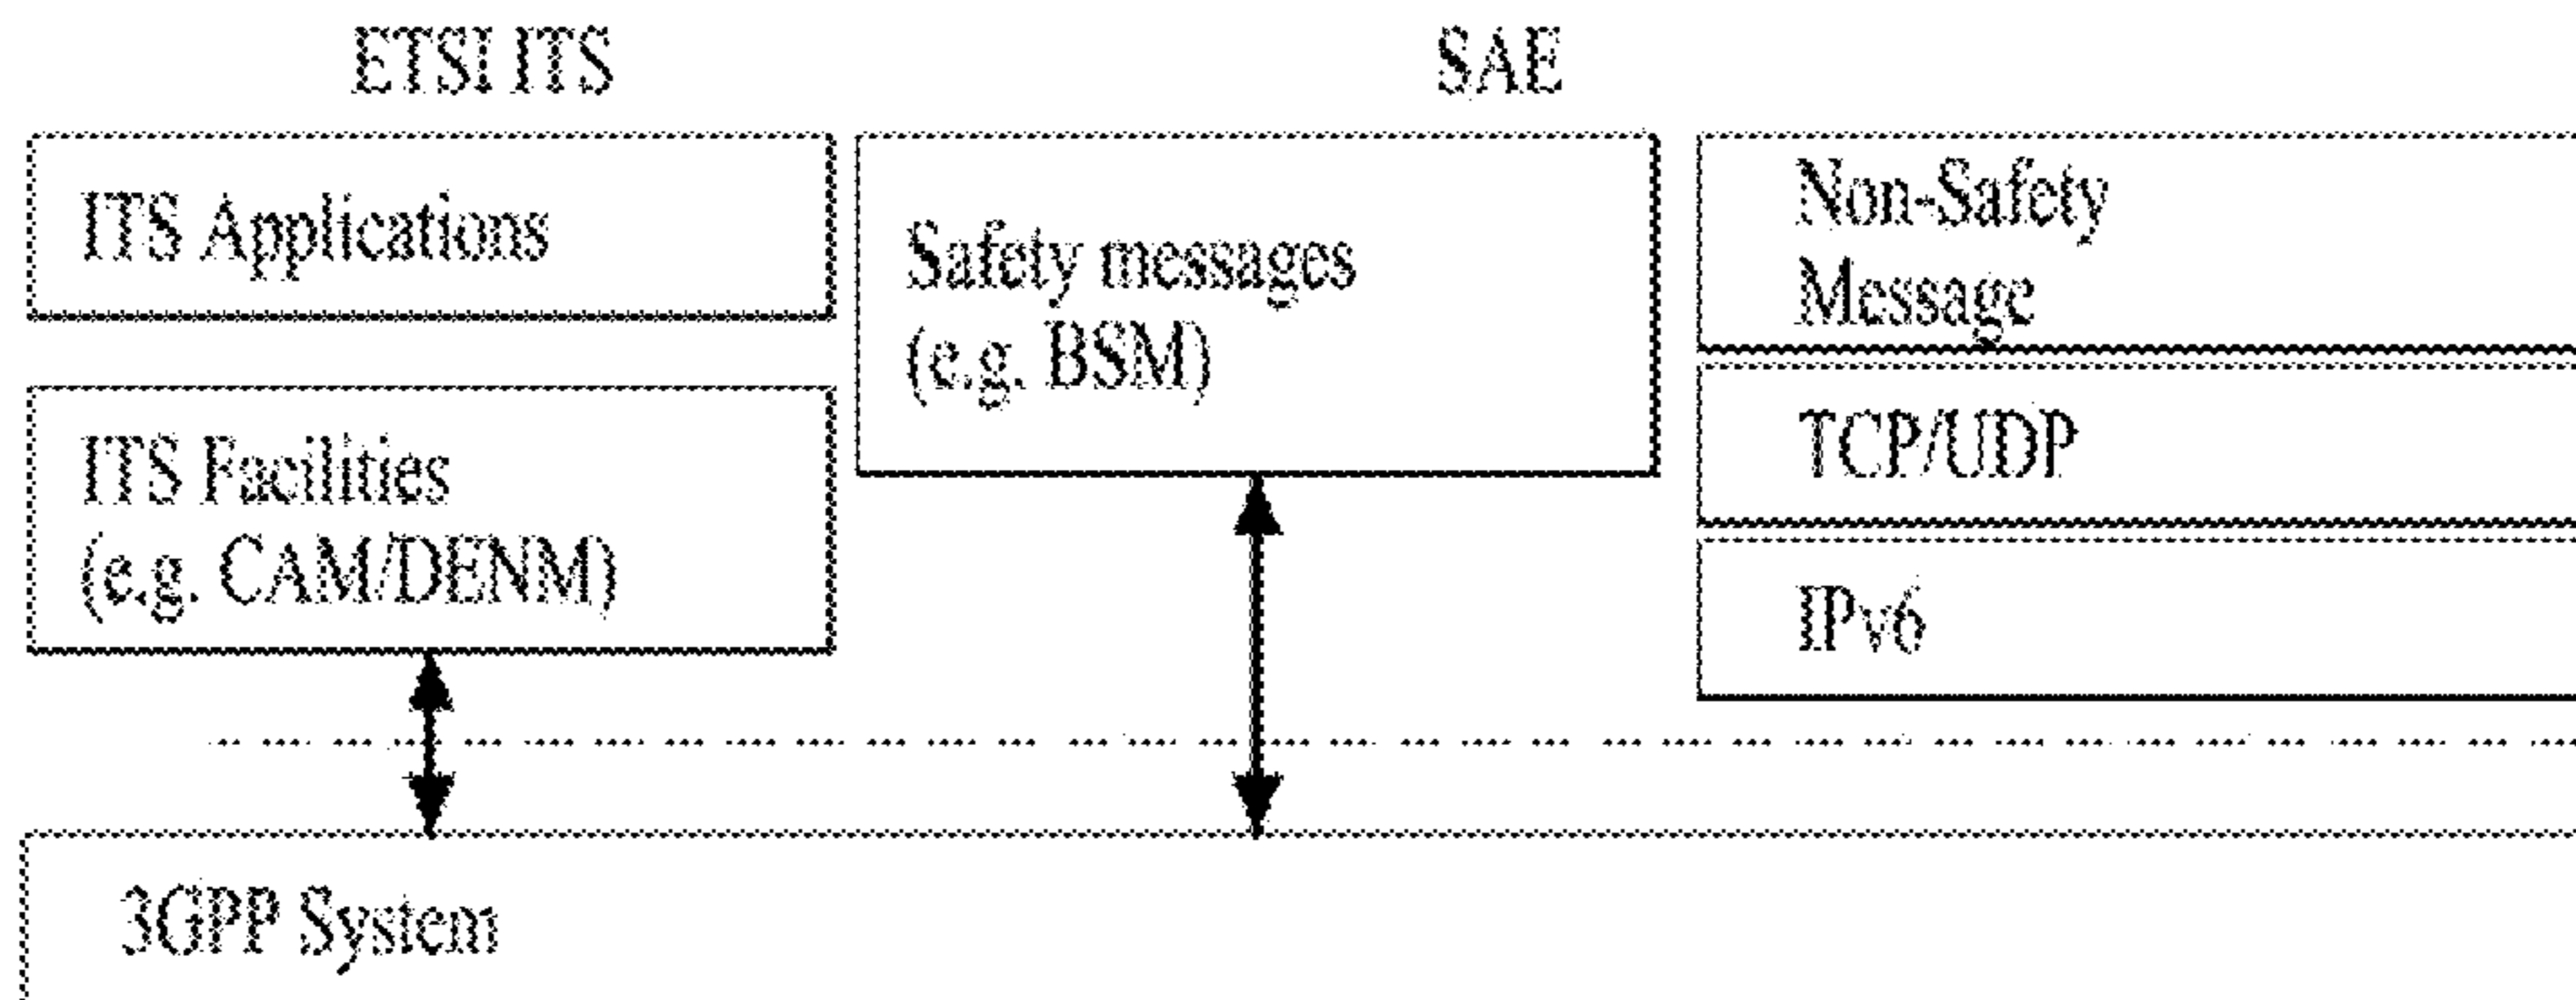 ETSI ITS
SAE
ITS Applications
ITS Facilities
(e.g. CAM/DENM)
Safety messages
(e.g. BSM)
Non-Safety
Message
TCP/UDP
IPv6
3GPP System